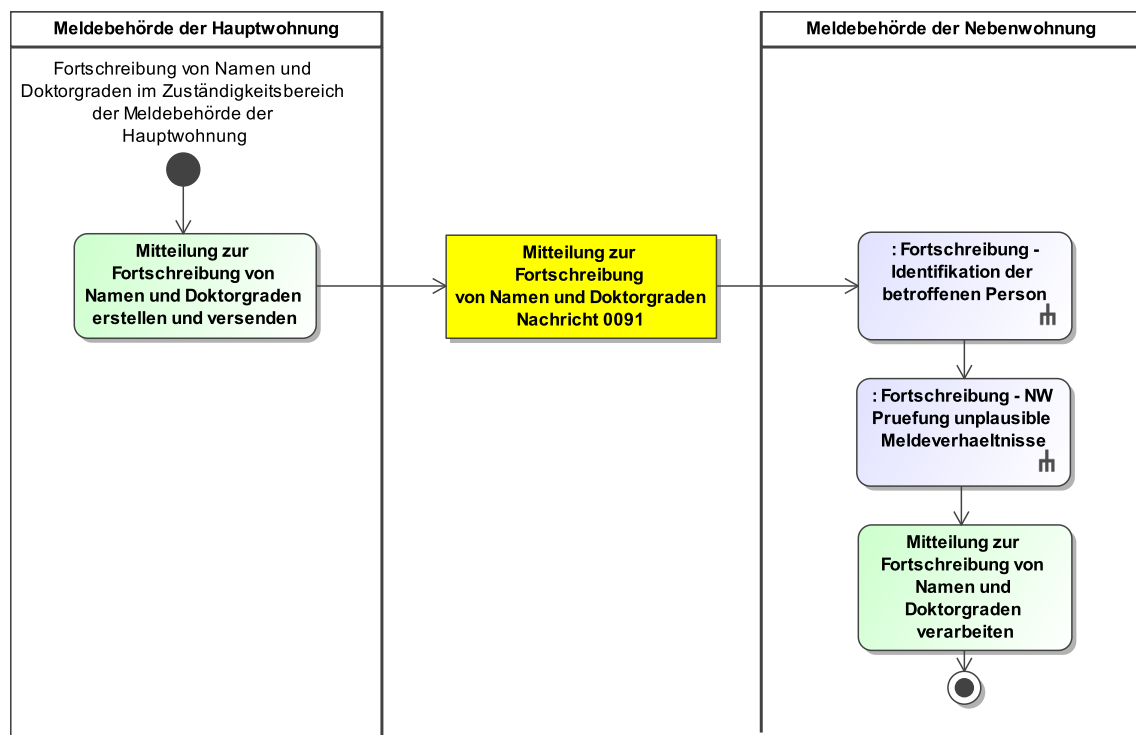 Meldebehörde der Hauptwohnung
Fortschreibung von Namen und
Doktorgraden im Zuständigkeitsbereich
der Meldebehörde der
Hauptwohnung
Mitteilung zur
Fortschreibung von
Namen und Doktorgraden
erstellen und versenden
Mitteilung zur
Fortschreibung
von Namen und Doktorgraden
Nachricht 0091
Meldebehörde der Nebenwohnung
: Fortschreibung -
Identifikation der
betroffenen Person
: Fortschreibung - NW
Pruefung unplausible
Meldeverhaeltnisse
Mitteilung zur
Fortschreibung von
Namen und
Doktorgraden
verarbeiten